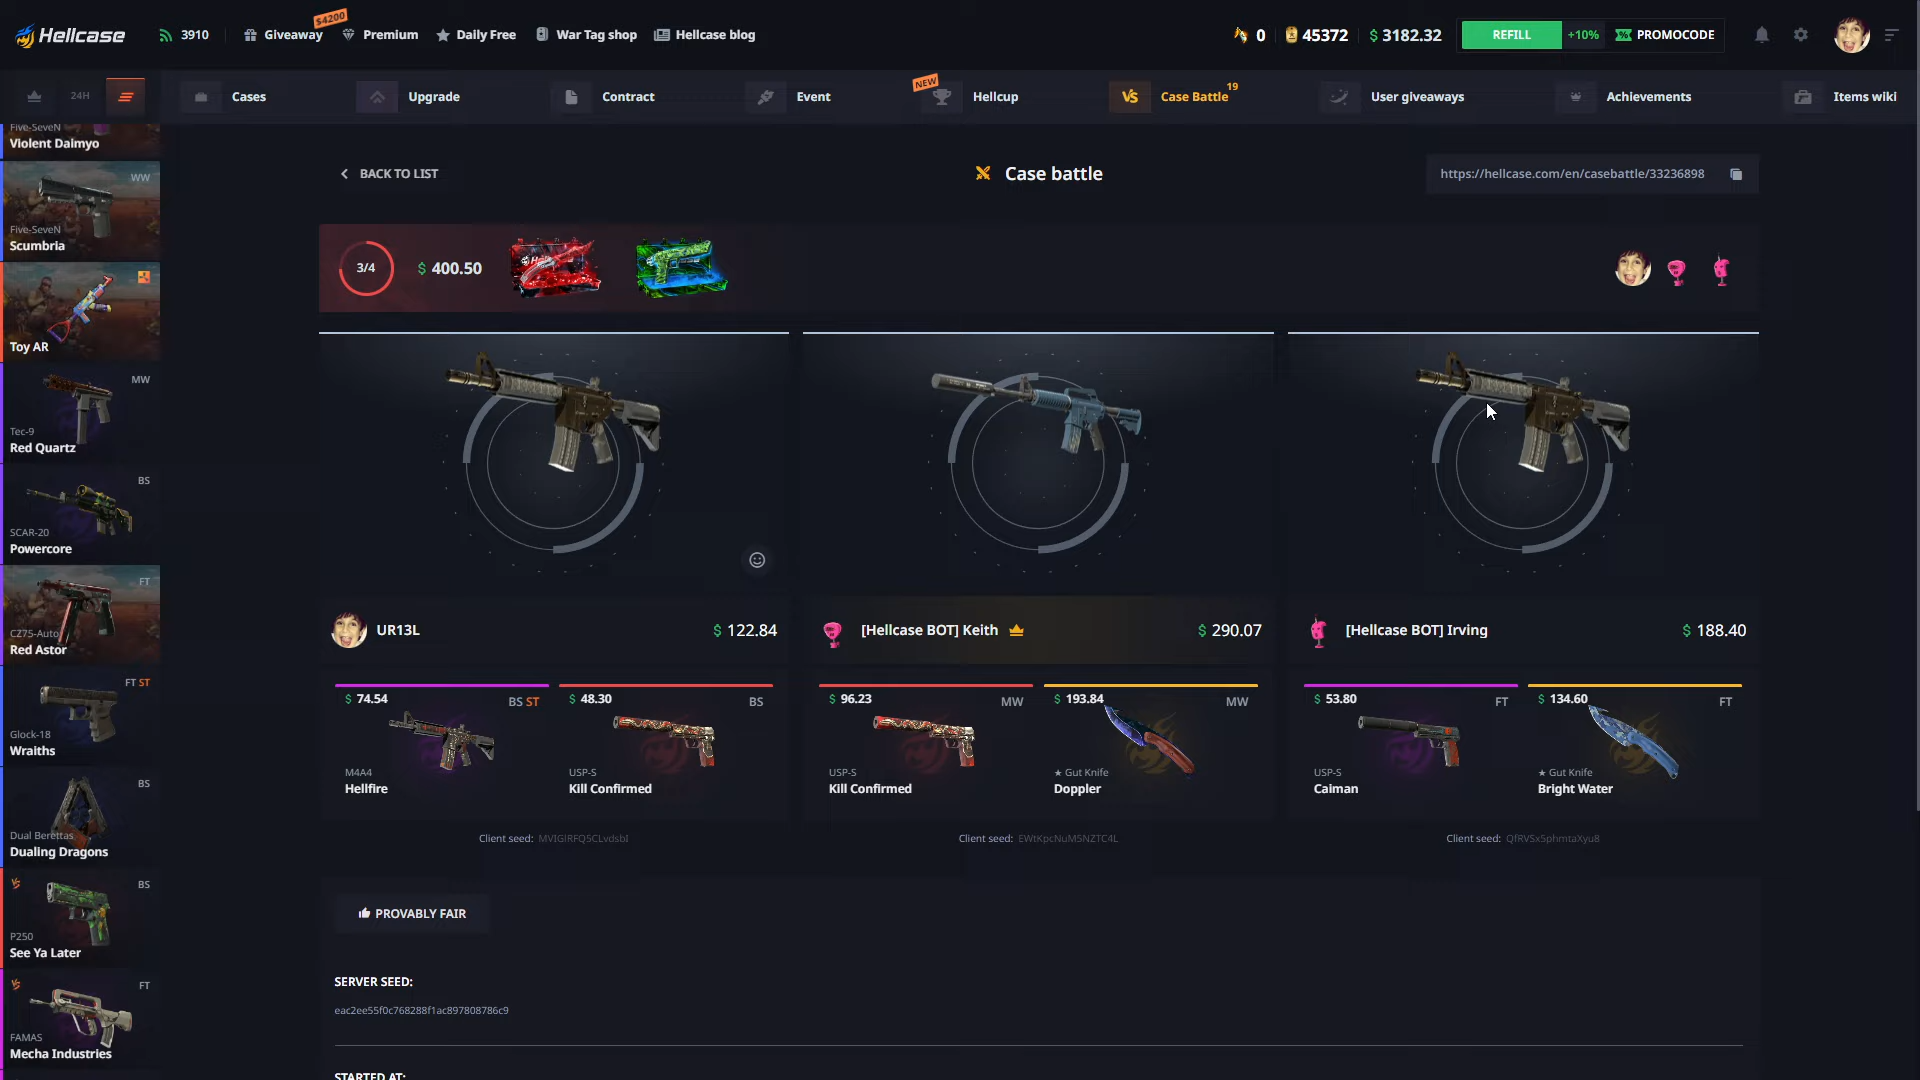 Hellcase
3910
Giveaway
$4200
Premium
Daily Free
War Tag shop
Hellcase blog
0
45372
$ 3182.32
REFILL
+10%
PROMOCODE
24H
Cases
Upgrade
Contract
Event
NEW
Hellcup
VS
Case Battle 19
User giveaways
Achievements
Items wiki
Five-SeveN
Violent Daimyo
WW
Five-SeveN
Scumbria
Toy AR
MW
Tec-9
Red Quartz
BS
SCAR-20
Powercore
FT
CZ75-Auto
Red Astor
FT ST
Glock-18
Wraiths
BS
Dual Berettas
Dualing Dragons
BS
P250
See Ya Later
FT
FAMAS
Mecha Industries
BACK TO LIST
Case battle
https://hellcase.com/en/casebattle/33236898
3/4
$ 400.50
UR13L
$ 122.84
[Hellcase BOT] Keith
$ 290.07
[Hellcase BOT] Irving
$ 188.40
$ 74.54
BS ST
M4A4
Hellfire
$ 48.30
BS
USP-S
Kill Confirmed
$ 96.23
MW
USP-S
Kill Confirmed
$ 193.84
MW
★ Gut Knife
Doppler
$ 53.80
FT
USP-S
Caiman
$ 134.60
FT
★ Gut Knife
Bright Water
Client seed:
Client seed:
Client seed:
PROVABLY FAIR
SERVER SEED:
eac2ee55f0c768288f1ac897808786c9
STARTED AT: